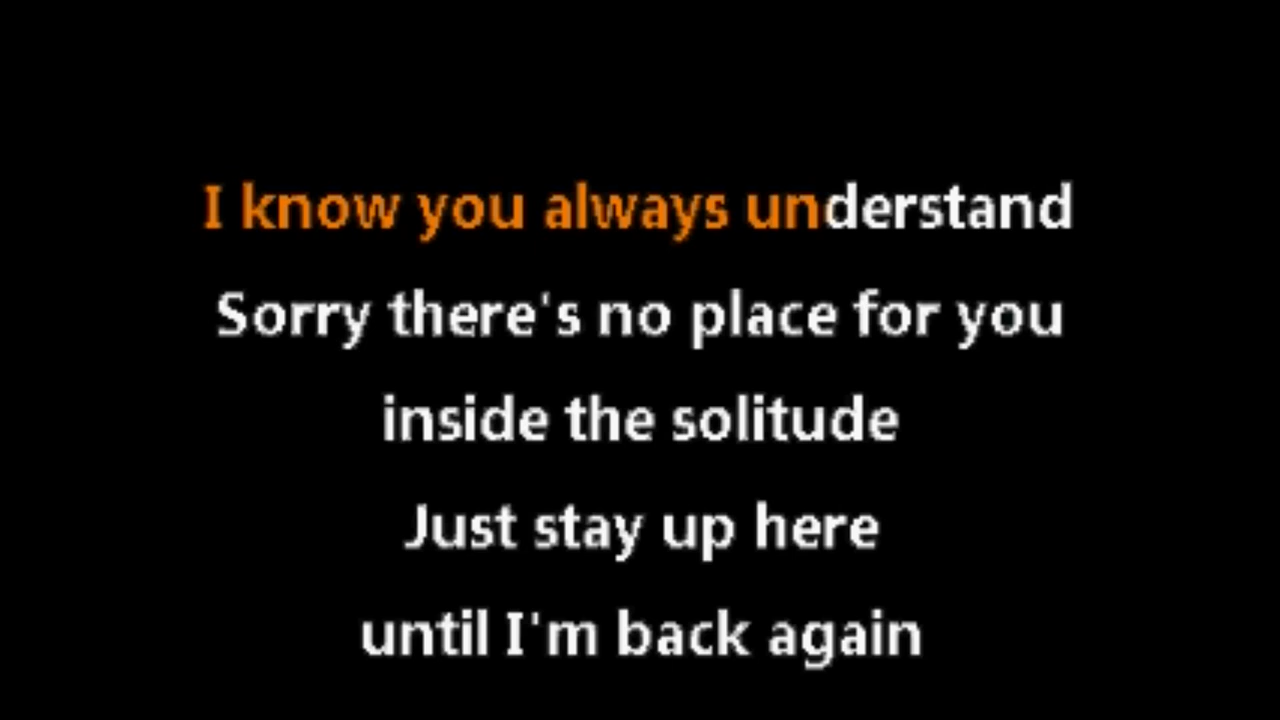 I know you always understand
Sorry there's no place for you
inside the solitude
Just stay up here
until I'm back again